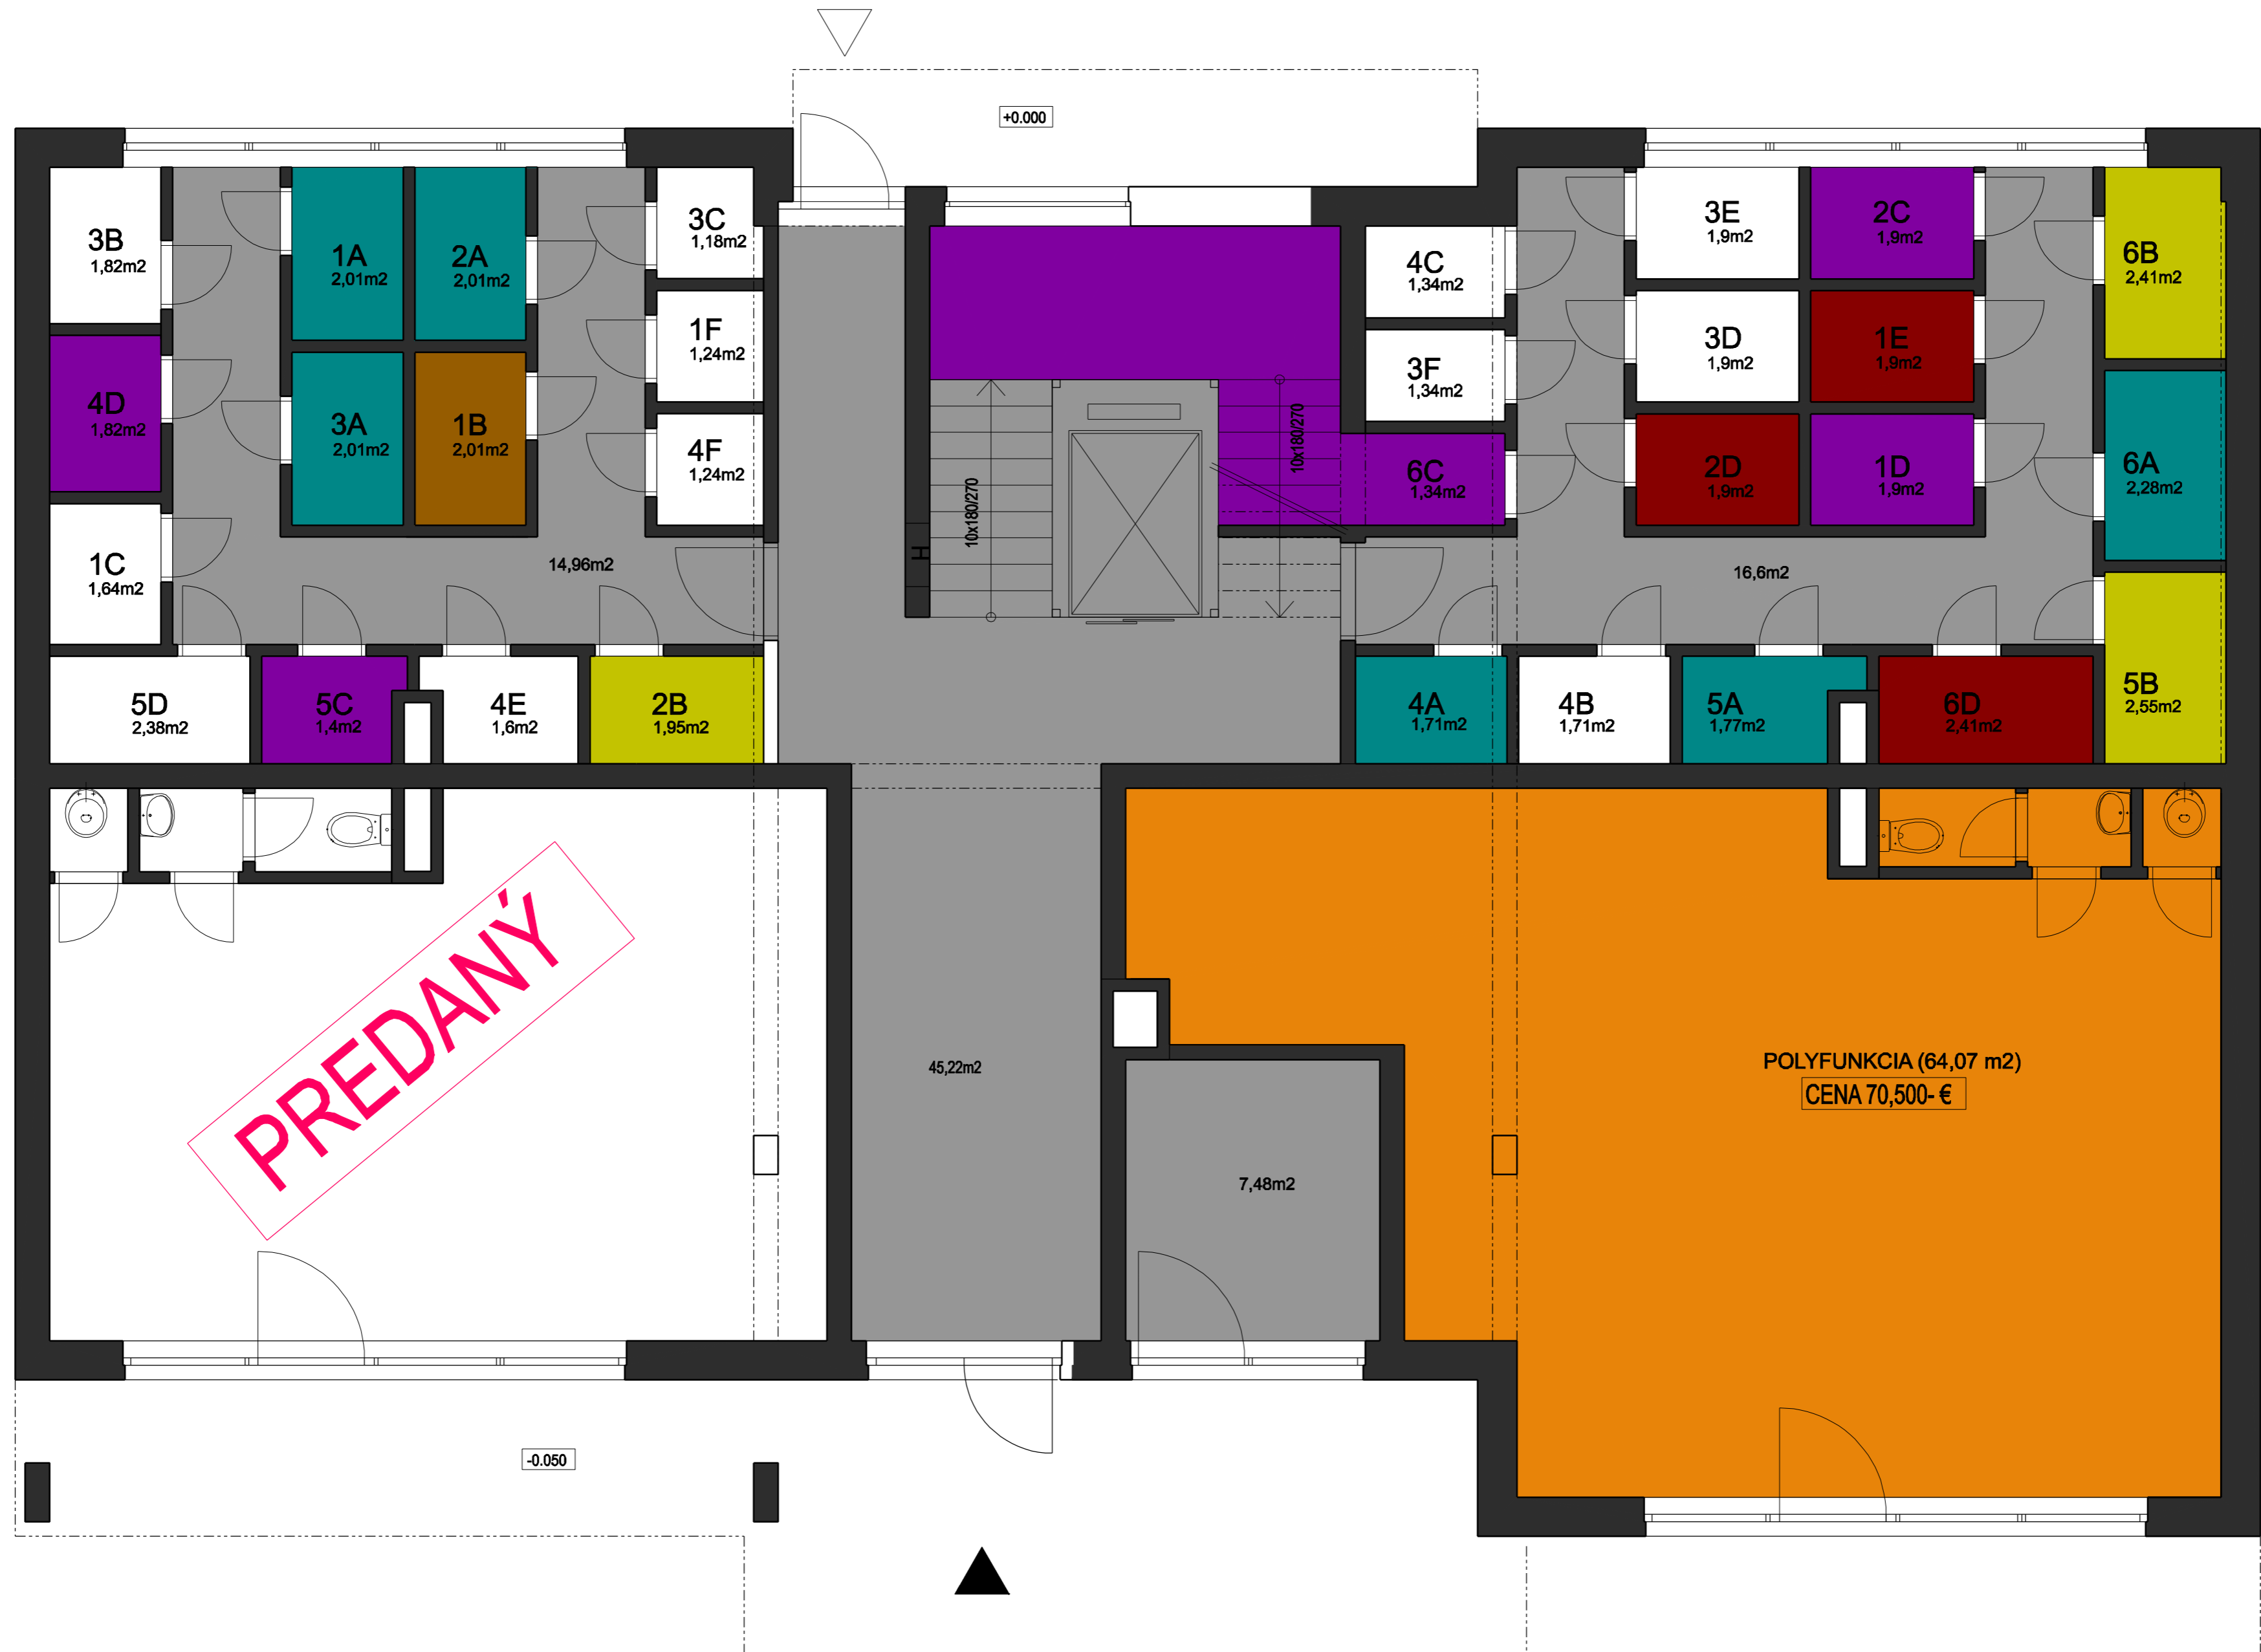 +0.000
3B
1,82m2
1A
2,01m2
2A
2,01m2
3C
1,18m2
4D
1,82m2
3A
2,01m2
1B
2,01m2
1F
1,24m2
4F
1,24m2
1C
1,64m2
14,96m2
5D
2,38m2
5C
1,4m2
4E
1,6m2
2B
1,95m2
H
10x180/270
10x180/270
4C
1,34m2
3F
1,34m2
6C
1,34m2
3E
1,9m2
2C
1,9m2
3D
1,9m2
1E
1,9m2
2D
1,9m2
1D
1,9m2
6B
2,41m2
6A
2,28m2
16,6m2
4A
1,71m2
4B
1,71m2
5A
1,77m2
6D
2,41m2
5B
2,55m2
PREDANÝ
45,22m2
7,48m2
POLYFUNKCIA (64,07 m2)
CENA 70,500- €
-0.050